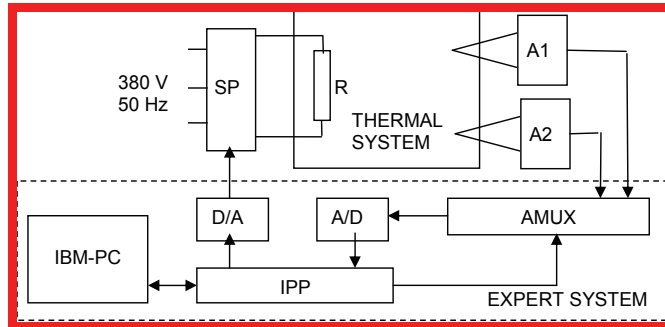 A1
380 V
50 Hz
SP
R
THERMAL
SYSTEM
A2
D/A
A/D
AMUX
IBM-PC
IPP
EXPERT SYSTEM